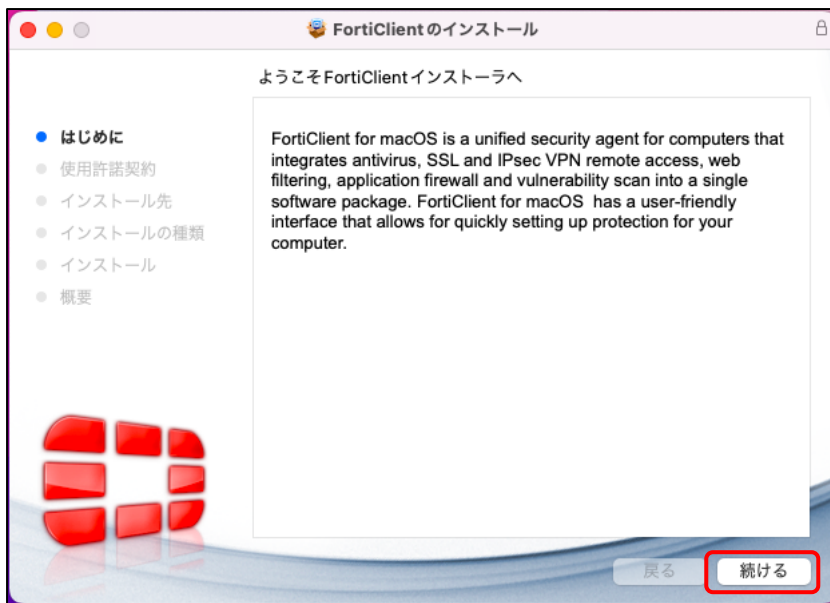 FortiClientのインストール
ようこそFortiClientインストーラへ
はじめに
使用許諾契約
インストール先
インストールの種類
インストール
概要
FortiClient for macOS is a unified security agent for computers that
integrates antivirus, SSL and IPsec VPN remote access, web
filtering, application firewall and vulnerability scan into a single
software package. FortiClient for macOS  has a user-friendly
interface that allows for quickly setting up protection for your
computer.
戻る
続ける